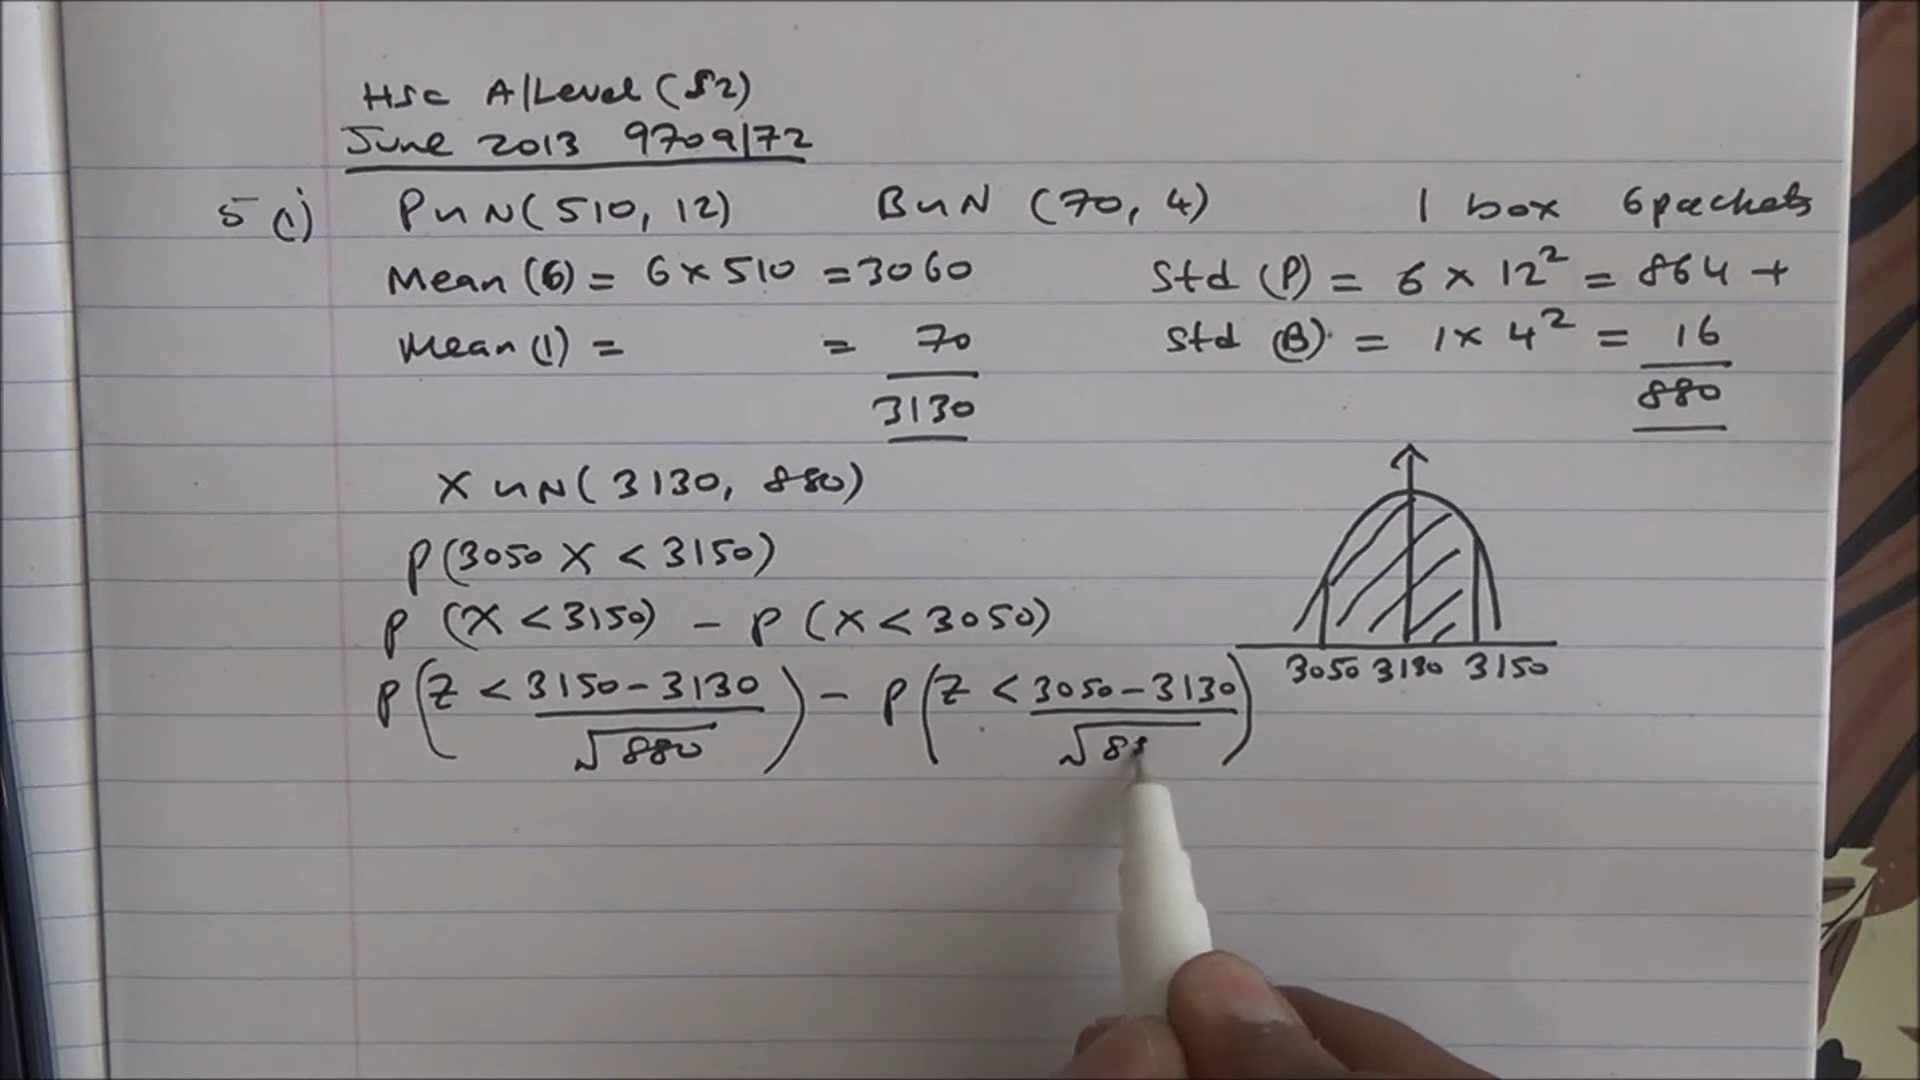 Hsc A/Level (S2)
June 2013 9709/72
5 (i) P ~ N(510, 12) B ~ N (70, 4) 1 box 6 packets
Mean (6) = 6 × 510 = 3060 Std (P) = 6 × 12² = 864 +
Mean (1) = = 70 Std (B) = 1 × 4² = 16
3130 880
X ~ N(3130, 880)
P(3050 X < 3150)
P (X < 3150) - P (X < 3050)
P(Z < 3150 - 3130 / √880) - P(Z < 3050 - 3130 / √88)
3050 3130 3150